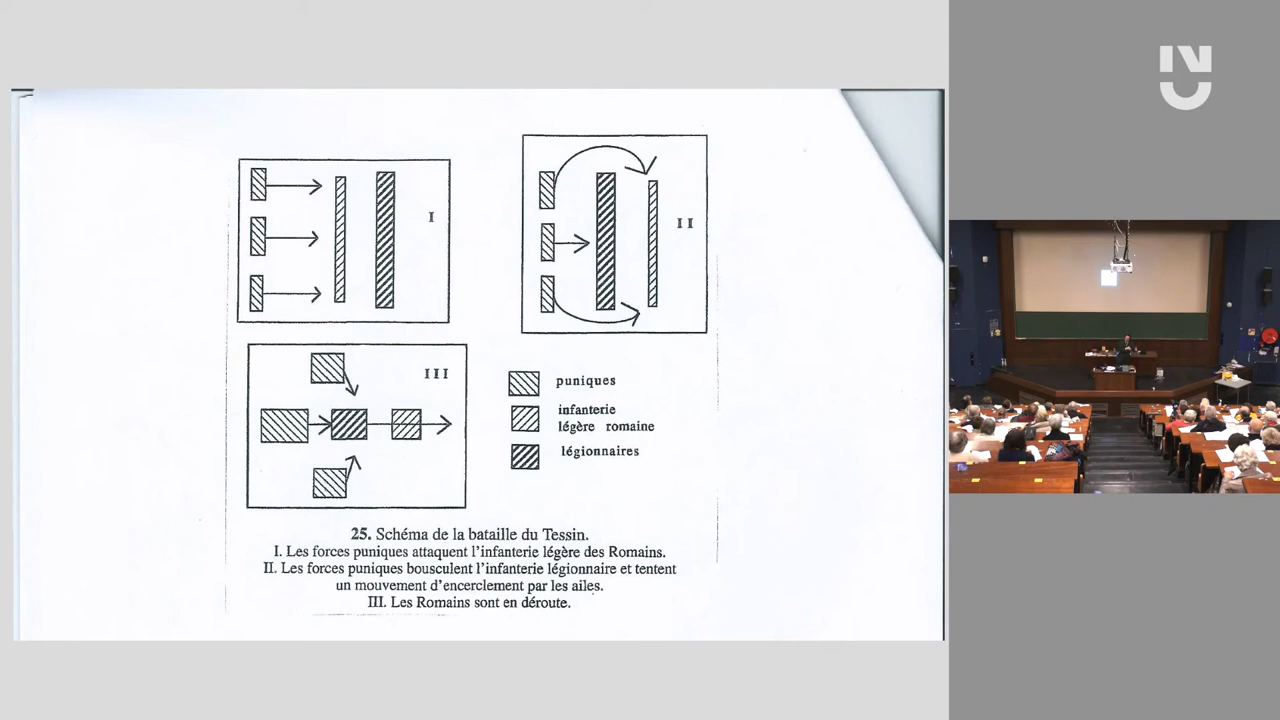 I
II
III
puniques
infanterie
légère romaine
légionnaires
25. Schéma de la bataille du Tessin.
I. Les forces puniques attaquent l'infanterie légère des Romains.
II. Les forces puniques bousculent l'infanterie légionnaire et tentent
un mouvement d'encerclement par les ailes.
III. Les Romains sont en déroute.